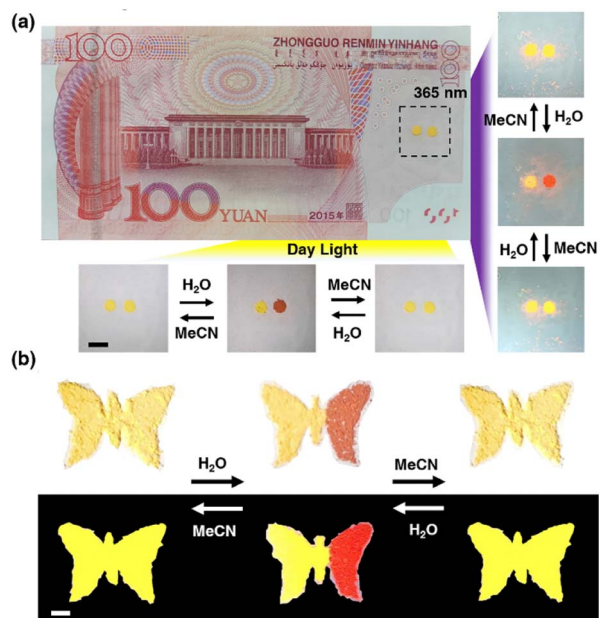 (a)
100
ZHONGGUO RENMIN YINHANG
100
365 nm
100 YUAN
2015年
MeCN
H₂O
H₂O
MeCN
Day Light
H₂O
MeCN
MeCN
H₂O
(b)
H₂O
MeCN
MeCN
H₂O